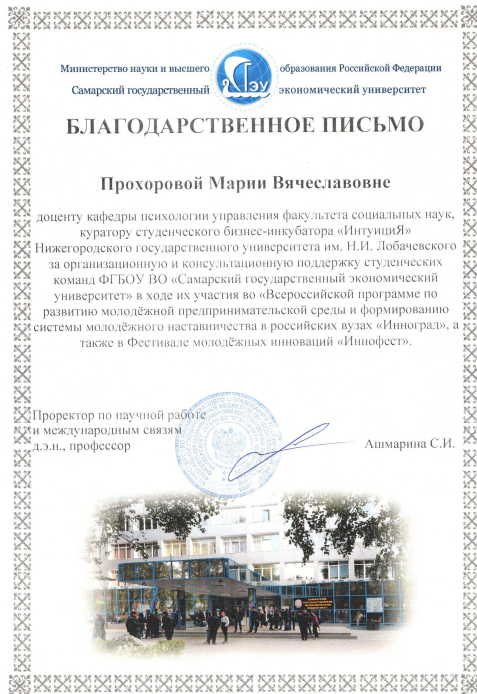 Министерство науки и высшего образования Российской Федерации
Самарский государственный экономический университет
ГЭУ
БЛАГОДАРСТВЕННОЕ ПИСЬМО
Прохоровой Марии Вячеславовне
доценту кафедры психологии управления факультета социальных наук,
куратору студенческого бизнес-инкубатора «ИнтуициЯ»
Нижегородского государственного университета им. Н.И. Лобачевского
за организационную и консультационную поддержку студенческих
команд ФГБОУ ВО «Самарский государственный экономический
университет» в ходе их участия во «Всероссийской программе по
развитию молодёжной предпринимательской среды и формированию
системы молодёжного наставничества в российских вузах «Инноград», а
также в Фестивале молодёжных инноваций «Иннофест».
Проректор по научной работе
и международным связям
д.э.н., профессор
Ашмарина С.И.